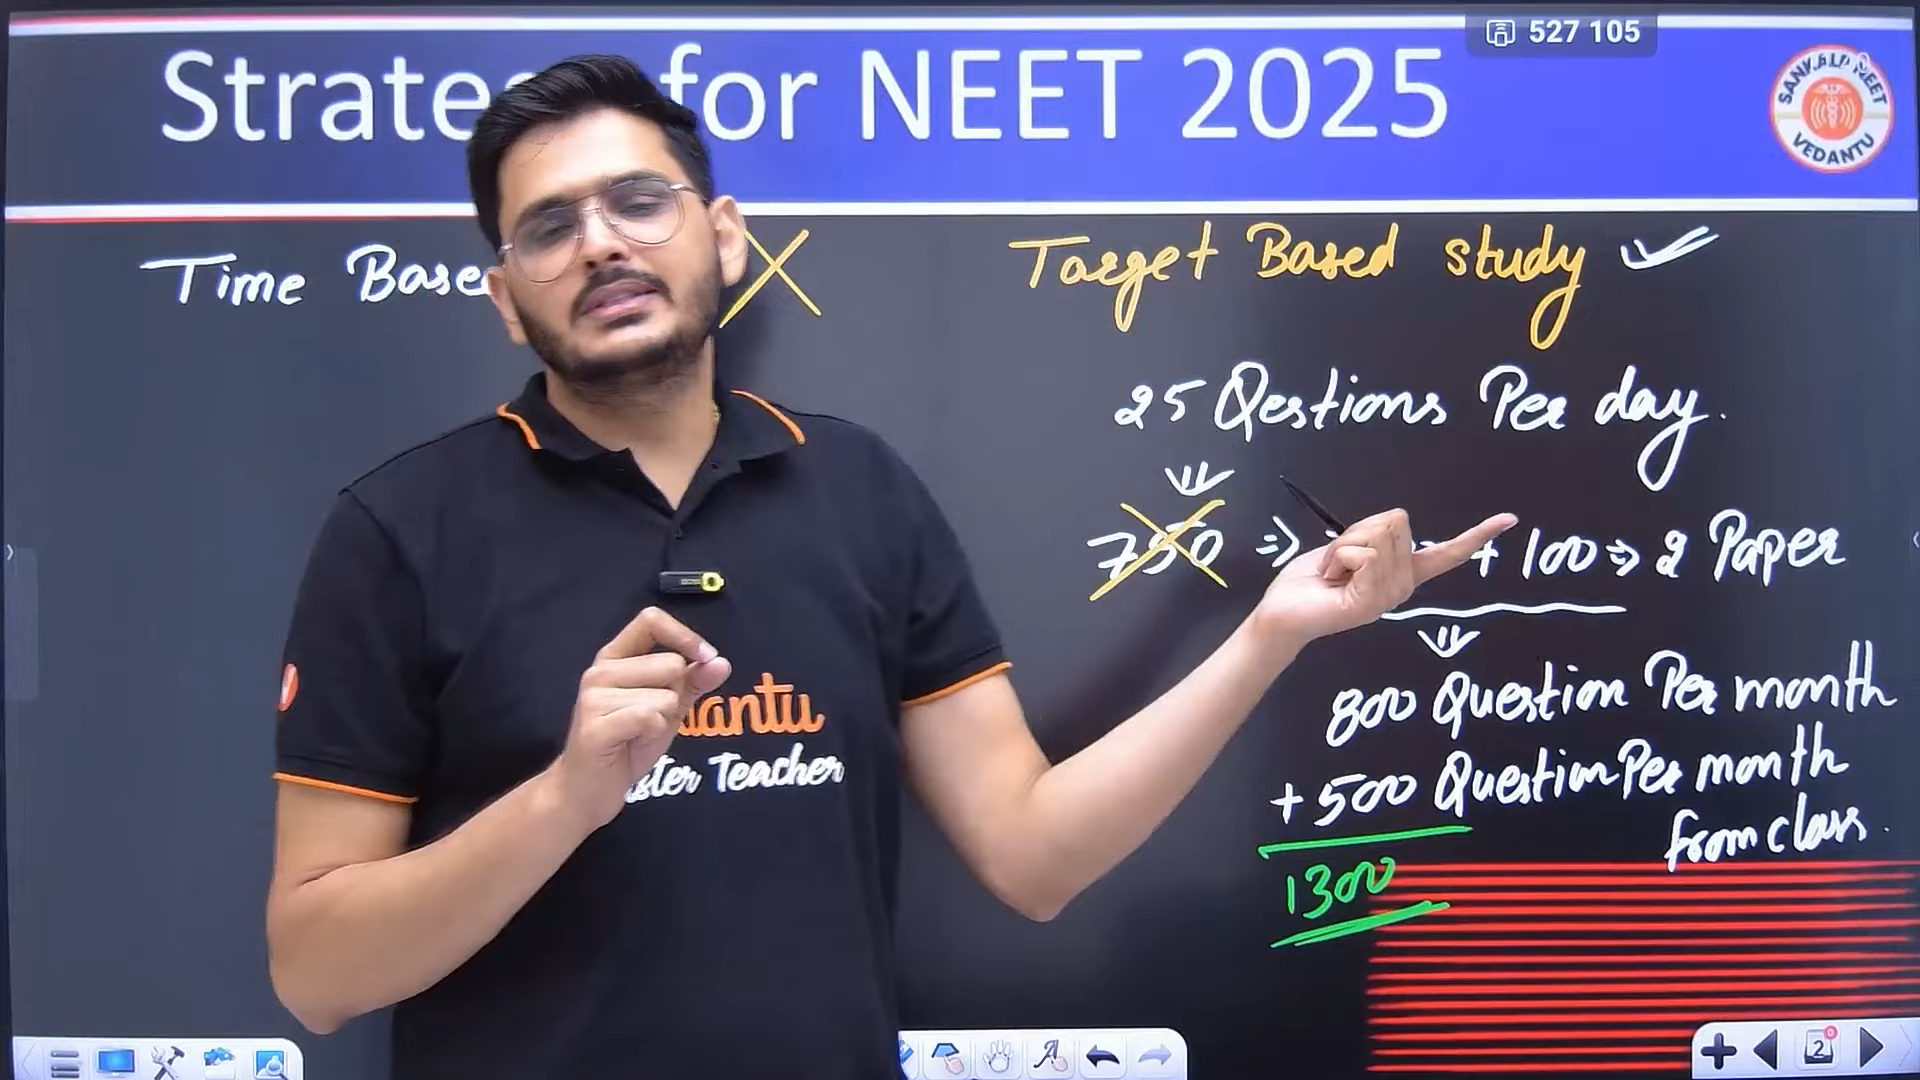 527 105
Strate for NEET 2025
SANKALP NEET
VEDANTU
Time Base
Target Based study
25 Qestions Per day.
750 ⇒ + 100 ⇒ 2 Paper
800 Question Per month
+ 500 Question Per month
from class.
1300
antu
ster Teacher
2